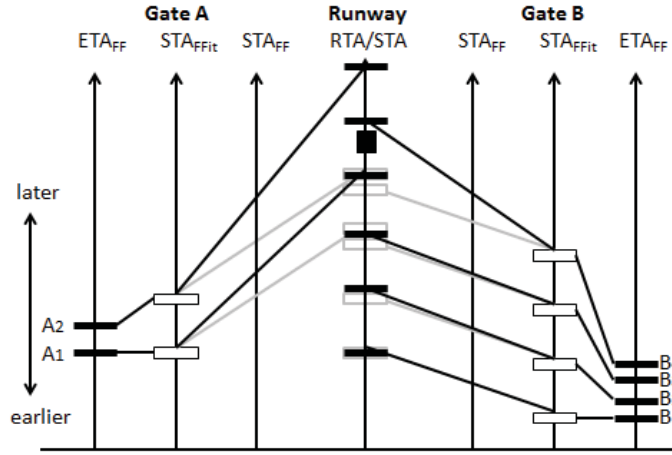 Gate A Runway Gate B
ETAFF STAFFit STAFF RTA/STA STAFF STAFFit ETAFF
later
A2
A1
earlier
B
B
B
B